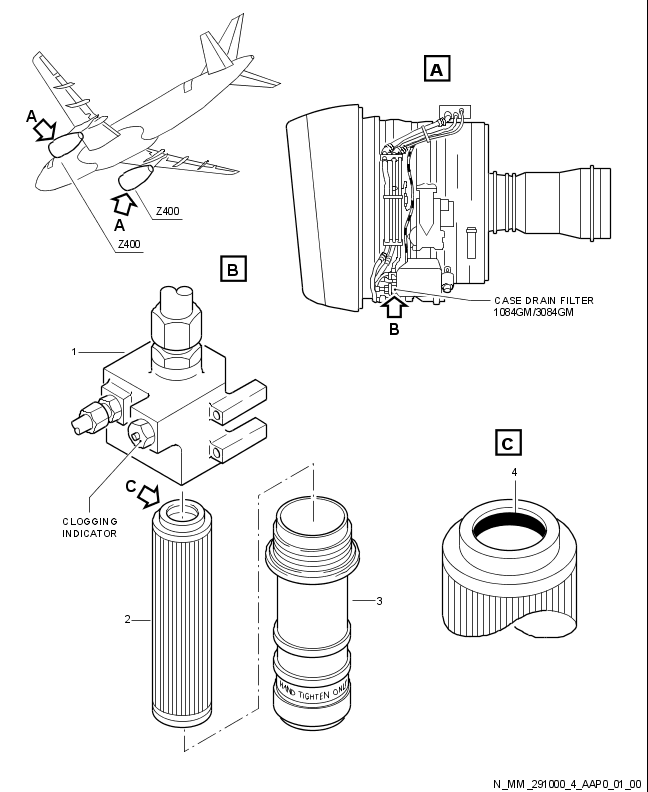 A
A
A
Z400
Z400
B
CASE DRAIN FILTER
1084GM/3084GM
B
1
C
C
4
CLOGGING
INDICATOR
2
3
HAND TIGHTEN ONLY
N_MM_291000_4_AAP0_01_00